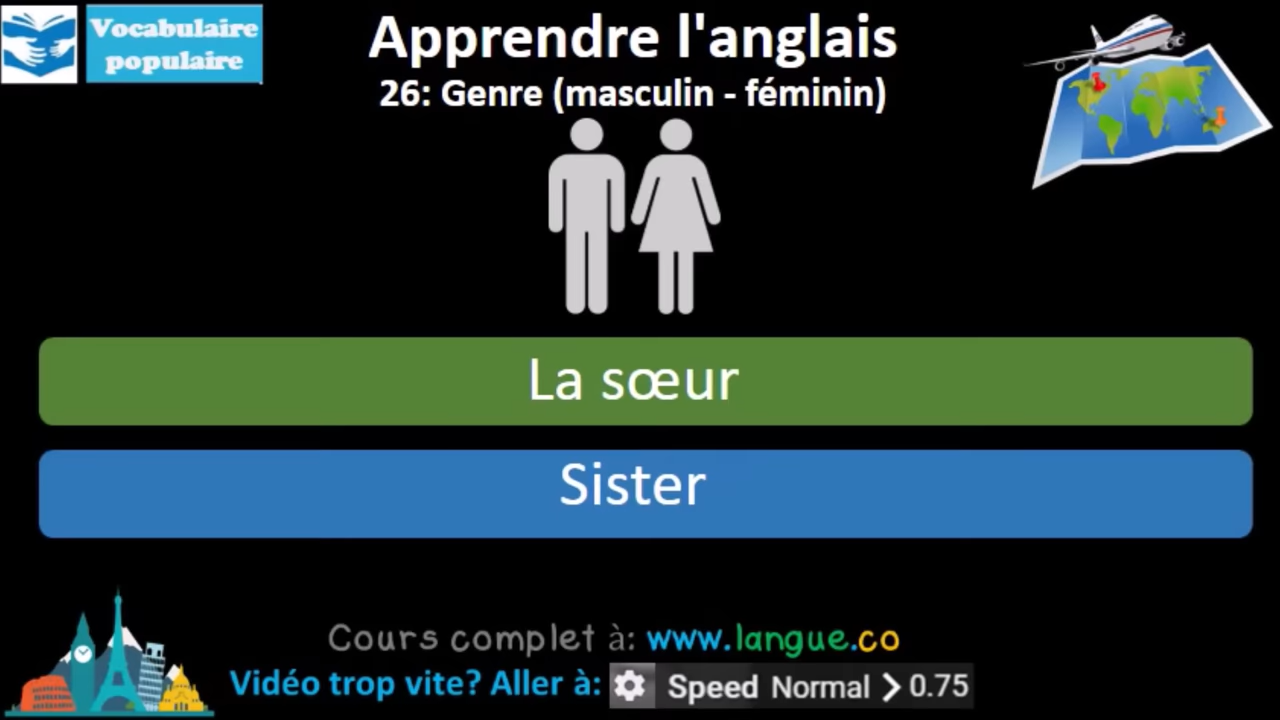 Vocabulaire
populaire
Apprendre l'anglais
26: Genre (masculin - féminin)
La sœur
Sister
Cours complet à: www.langue.co
Vidéo trop vite? Aller à: Speed Normal > 0.75